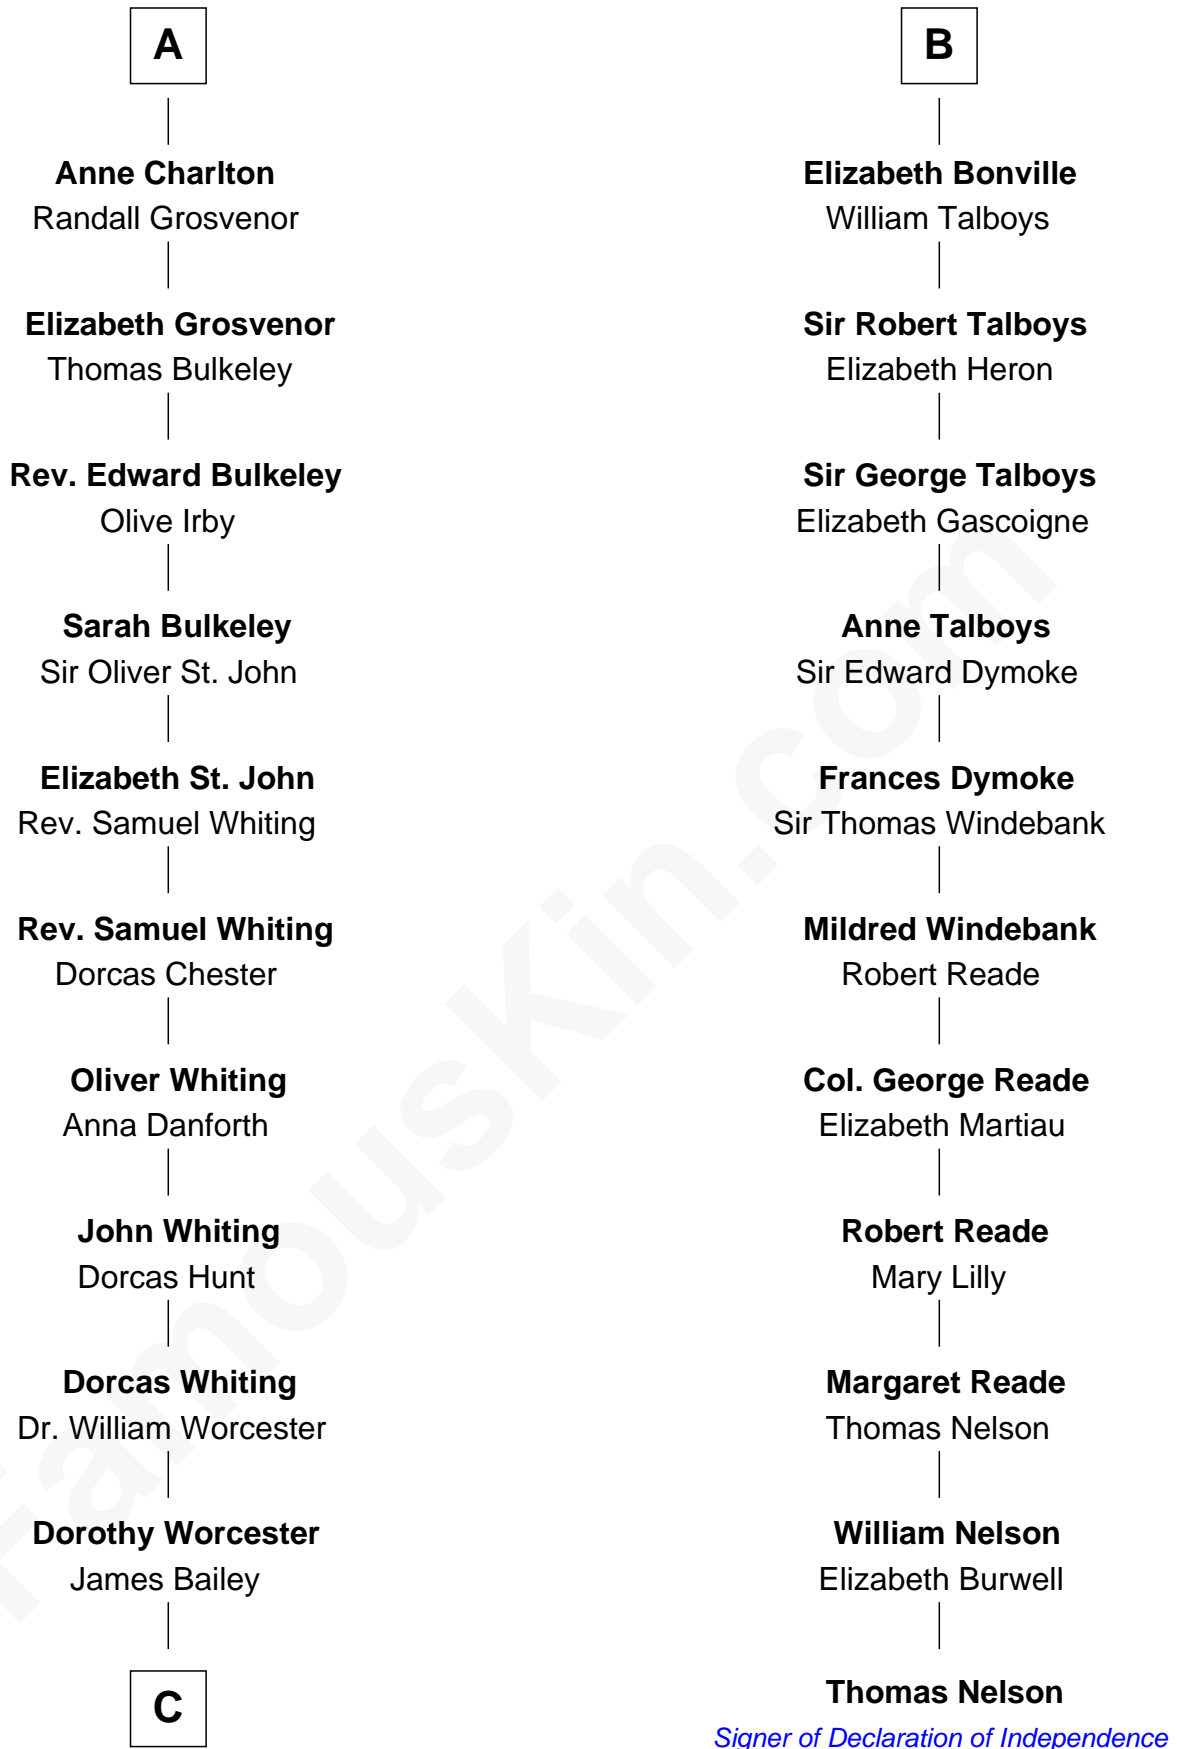 A
Anne Charlton
Randall Grosvenor
Elizabeth Grosvenor
Thomas Bulkeley
Rev. Edward Bulkeley
Olive Irby
Sarah Bulkeley
Sir Oliver St. John
Elizabeth St. John
Rev. Samuel Whiting
Rev. Samuel Whiting
Dorcas Chester
Oliver Whiting
Anna Danforth
John Whiting
Dorcas Hunt
Dorcas Whiting
Dr. William Worcester
Dorothy Worcester
James Bailey
C
B
Elizabeth Bonville
William Talboys
Sir Robert Talboys
Elizabeth Heron
Sir George Talboys
Elizabeth Gascoigne
Anne Talboys
Sir Edward Dymoke
Frances Dymoke
Sir Thomas Windebank
Mildred Windebank
Robert Reade
Col. George Reade
Elizabeth Martiau
Robert Reade
Mary Lilly
Margaret Reade
Thomas Nelson
William Nelson
Elizabeth Burwell
Thomas Nelson
Signer of Declaration of Independence
FamousKin.com